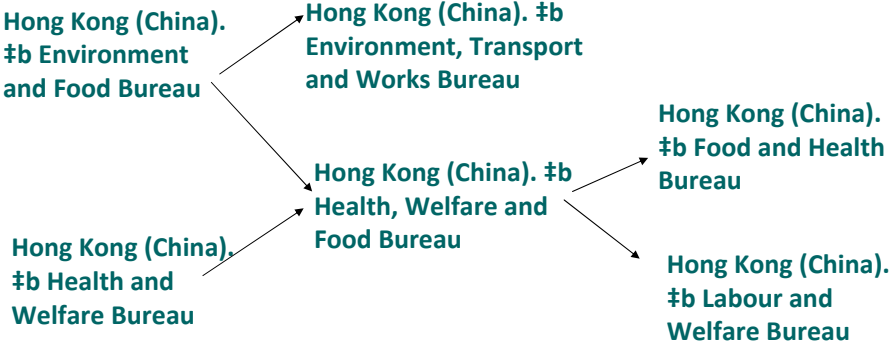 Hong Kong (China).
‡b Environment
and Food Bureau
Hong Kong (China). ‡b
Environment, Transport
and Works Bureau
Hong Kong (China).
‡b Health and
Welfare Bureau
Hong Kong (China). ‡b
Health, Welfare and
Food Bureau
Hong Kong (China).
‡b Food and Health
Bureau
Hong Kong (China).
‡b Labour and
Welfare Bureau